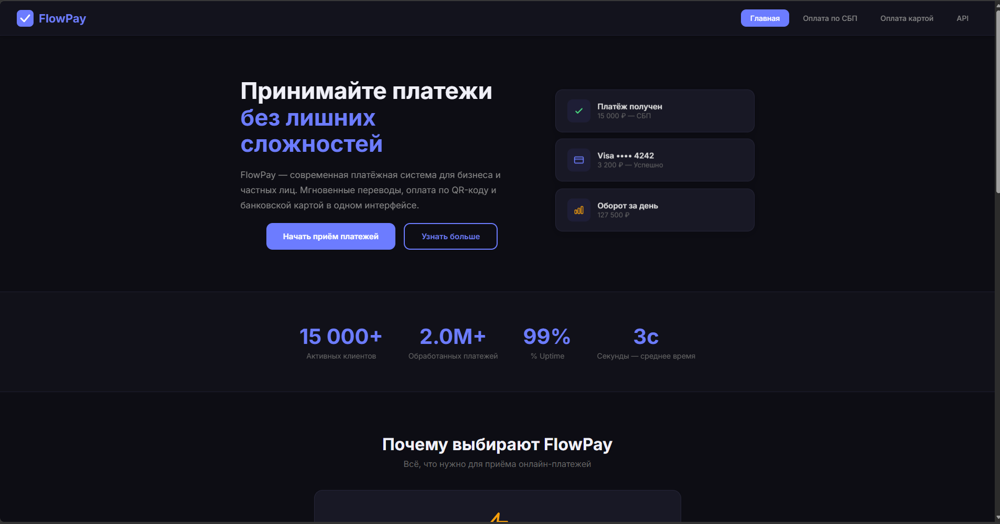 FlowPay
Главная
Оплата по СБП
Оплата картой
API
Принимайте платежи
без лишних
сложностей
FlowPay — современная платёжная система для бизнеса и
частных лиц. Мгновенные переводы, оплата по QR-коду и
банковской картой в одном интерфейсе.
Начать приём платежей
Узнать больше
Платёж получен
15 000 ₽ — СБП
Visa •••• 4242
3 200 ₽ — Успешно
Оборот за день
127 500 ₽
15 000+
Активных клиентов
2.0M+
Обработанных платежей
99%
% Uptime
3с
Секунды — среднее время
Почему выбирают FlowPay
Всё, что нужно для приёма онлайн-платежей